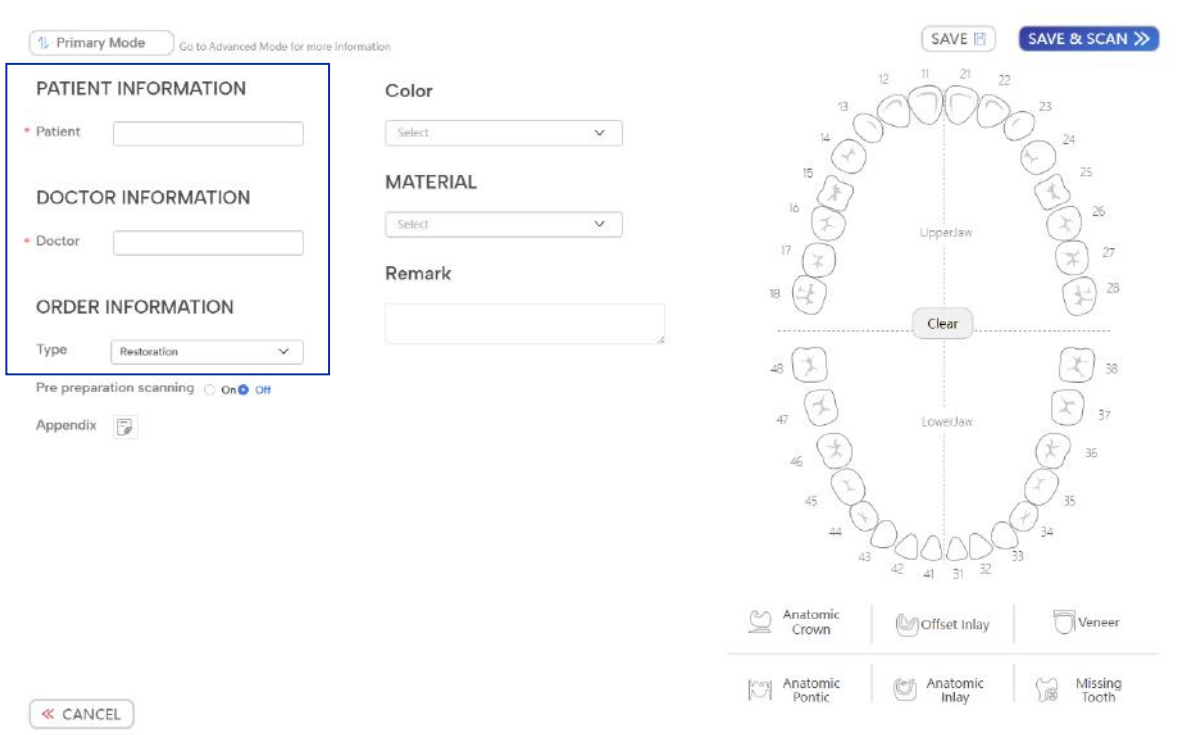 Primary Mode
Go to Advanced Mode for more information
SAVE
SAVE & SCAN
PATIENT INFORMATION
* Patient
DOCTOR INFORMATION
* Doctor
ORDER INFORMATION
Type
Restoration
Pre preparation scanning
On
Off
Appendix
Color
Select
MATERIAL
Select
Remark
12 11 21 22
13 23
14 24
15 25
16 26
UpperJaw
17 27
18 28
Clear
48 38
47 37
LowerJaw
46 36
45 35
44 34
43 33
42 41 31 32
Anatomic
Crown
Offset Inlay
Veneer
Anatomic
Pontic
Anatomic
Inlay
Missing
Tooth
CANCEL